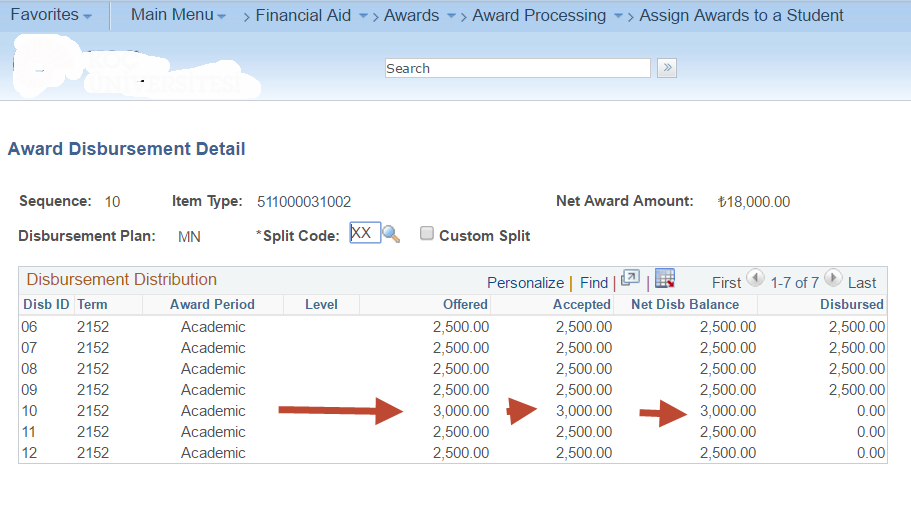 Favorites Main Menu > Financial Aid > Awards > Award Processing > Assign Awards to a Student
Search »
Award Disbursement Detail
Sequence: 10 Item Type: 511000031002 Net Award Amount: ₺18,000.00
Disbursement Plan: MN *Split Code: XX Custom Split
Disbursement Distribution Personalize | Find | | First 1-7 of 7 Last
Disb ID Term Award Period Level Offered Accepted Net Disb Balance Disbursed
06 2152 Academic 2,500.00 2,500.00 2,500.00 2,500.00
07 2152 Academic 2,500.00 2,500.00 2,500.00 2,500.00
08 2152 Academic 2,500.00 2,500.00 2,500.00 2,500.00
09 2152 Academic 2,500.00 2,500.00 2,500.00 2,500.00
10 2152 Academic 3,000.00 3,000.00 3,000.00 0.00
11 2152 Academic 2,500.00 2,500.00 2,500.00 0.00
12 2152 Academic 2,500.00 2,500.00 2,500.00 0.00